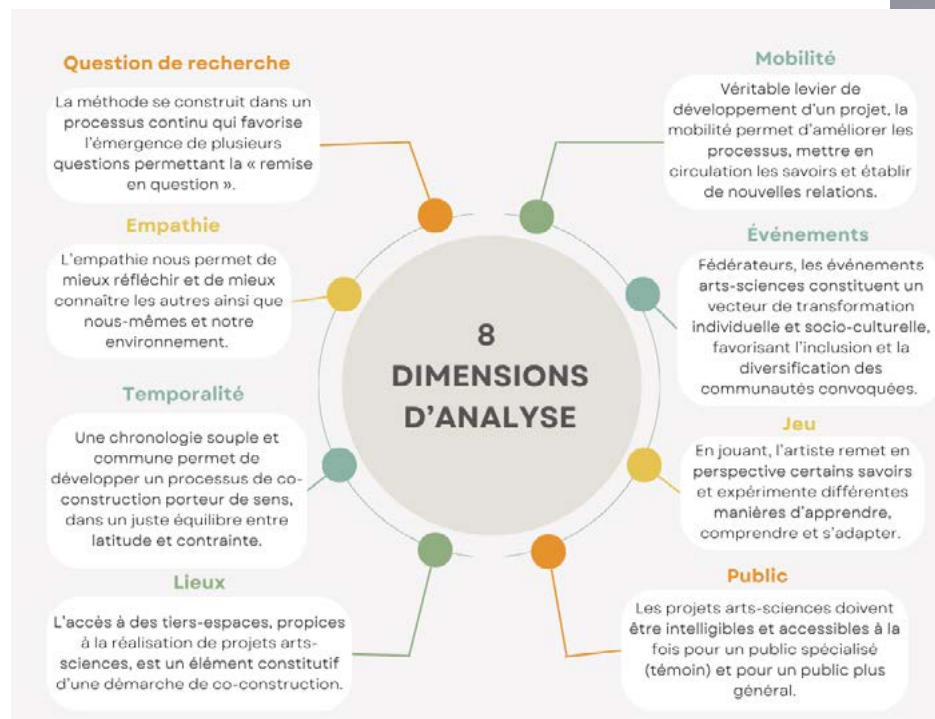 Question de recherche
La méthode se construit dans un
processus continu qui favorise
l'émergence de plusieurs
questions permettant la « remise
en question ».
Empathie
L'empathie nous permet de
mieux réfléchir et de mieux
connaître les autres ainsi que
nous-mêmes et notre
environnement.
Temporalité
Une chronologie souple et
commune permet de
développer un processus de co-
construction porteur de sens,
dans un juste équilibre entre
latitude et contrainte.
Lieux
L'accès à des tiers-espaces, propices
à la réalisation de projets arts-
sciences, est un élément constitutif
d'une démarche de co-construction.
8
DIMENSIONS
D'ANALYSE
Mobilité
Véritable levier de
développement d'un projet, la
mobilité permet d'améliorer les
processus, mettre en
circulation les savoirs et établir
de nouvelles relations.
Événements
Fédérateurs, les événements
arts-sciences constituent un
vecteur de transformation
individuelle et socio-culturelle,
favorisant l'inclusion et la
diversification des
communautés convoquées.
Jeu
En jouant, l'artiste remet en
perspective certains savoirs
et expérimente différentes
manières d'apprendre,
comprendre et s'adapter.
Public
Les projets arts-sciences doivent
être intelligibles et accessibles à la
fois pour un public spécialisé
(témoin) et pour un public plus
général.